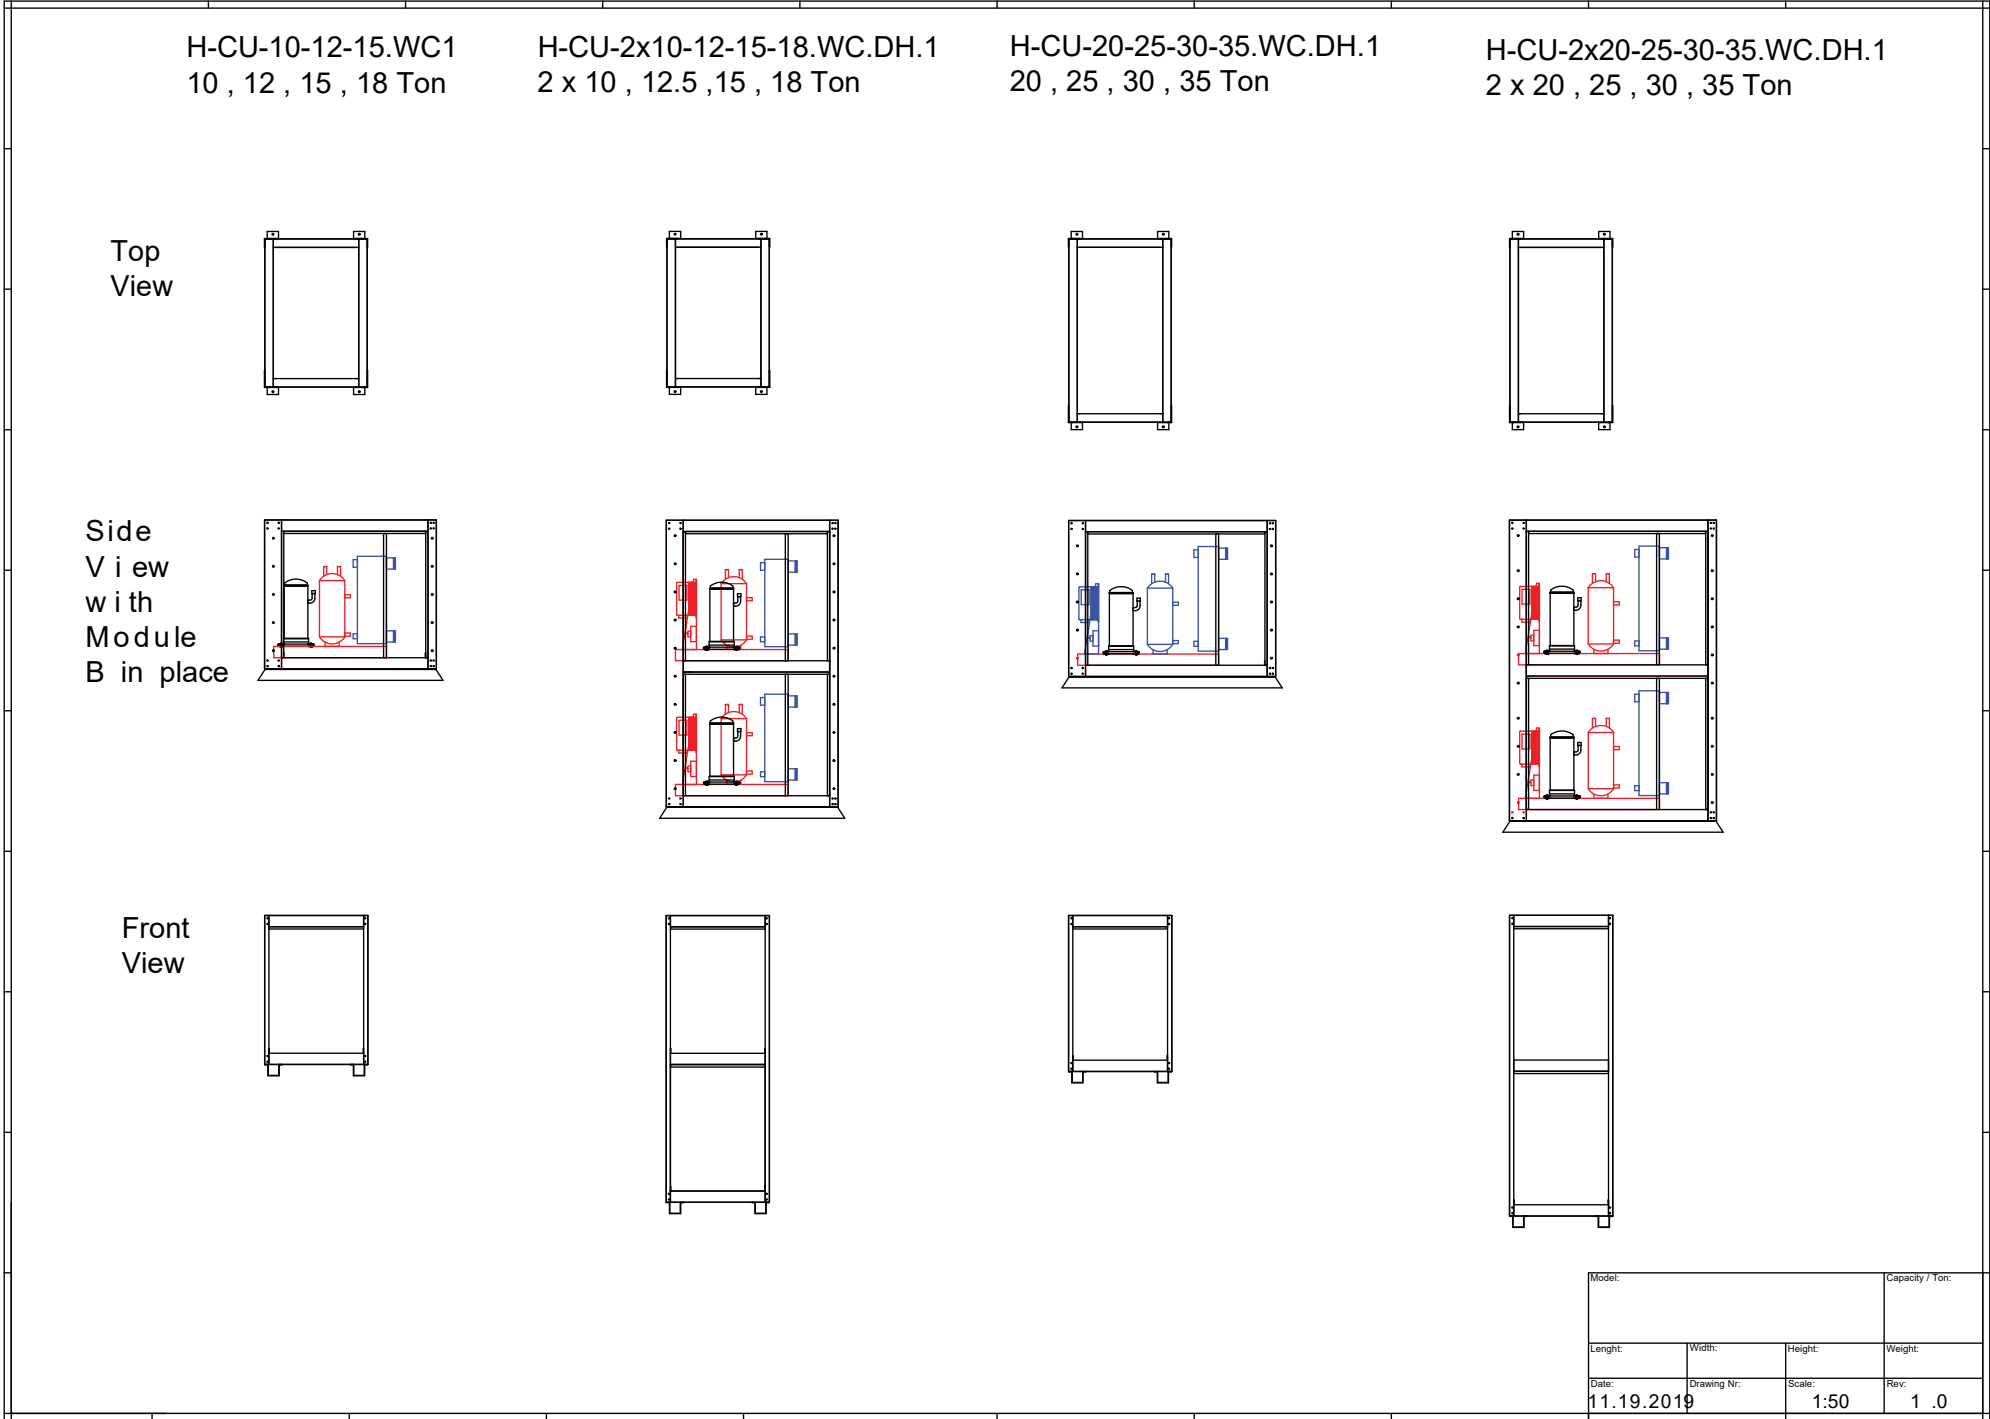 H-CU-10-12-15.WC1
10 , 12 , 15 , 18 Ton
H-CU-2x10-12-15-18.WC.DH.1
2 x 10 , 12.5 ,15 , 18 Ton
H-CU-20-25-30-35.WC.DH.1
20 , 25 , 30 , 35 Ton
H-CU-2x20-25-30-35.WC.DH.1
2 x 20 , 25 , 30 , 35 Ton
Top
View
Side
View
with
Module
B in place
Front
View
Model:
Capacity / Ton:
Lenght:
Width:
Height:
Weight:
Date:
11.19.2019
Drawing Nr:
Scale:
1:50
Rev:
1 .0